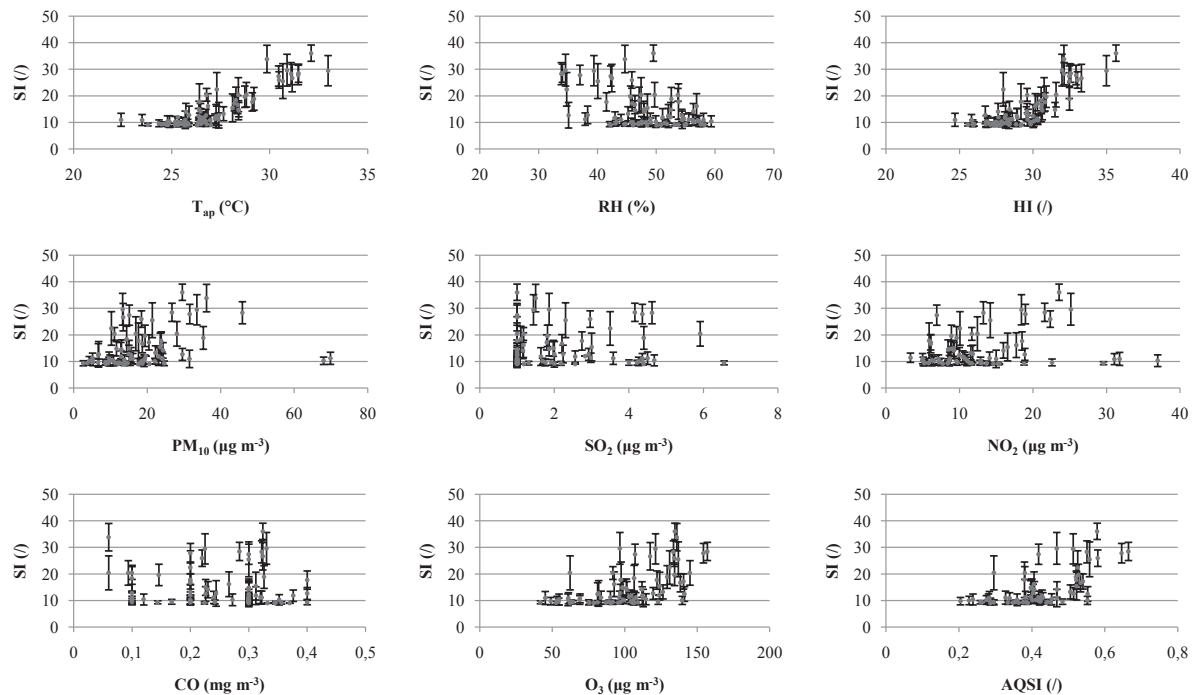 50
40
30
20
10
0
SI (/)
20 25 30 35
Tap (°C)
50
40
30
20
10
0
SI (/)
30 40 50 60 70
RH (%)
50
40
30
20
10
0
SI (/)
20 25 30 35 40
HI (/)
50
40
30
20
10
0
SI (/)
0 20 40 60 80
PM10 (µg m-3)
50
40
30
20
10
0
SI (/)
0 2 4 6 8
SO2 (µg m-3)
50
40
30
20
10
0
SI (/)
0 10 20 30 40
NO2 (µg m-3)
50
40
30
20
10
0
SI (/)
0 0,1 0,2 0,3 0,4 0,5
CO (mg m-3)
50
40
30
20
10
0
SI (/)
0 50 100 150 200
O3 (µg m-3)
50
40
30
20
10
0
SI (/)
0 0,2 0,4 0,6 0,8
AQSI (/)